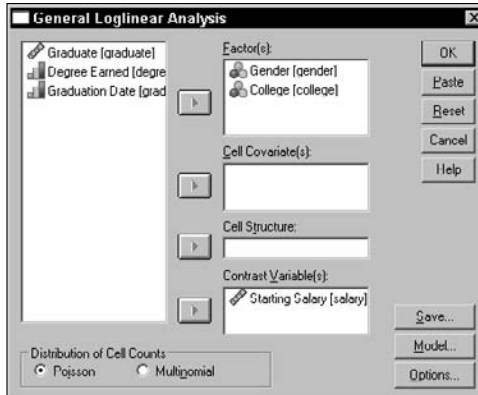 General Loglinear Analysis
Graduate [graduate]
Degree Earned [degre
Graduation Date [grad
Factor(s):
Gender [gender]
College [college]
Cell Covariate(s):
Cell Structure:
Contrast Variable(s):
Starting Salary [salary]
OK
Paste
Reset
Cancel
Help
Save...
Model...
Options...
Distribution of Cell Counts
Poisson Multinomial